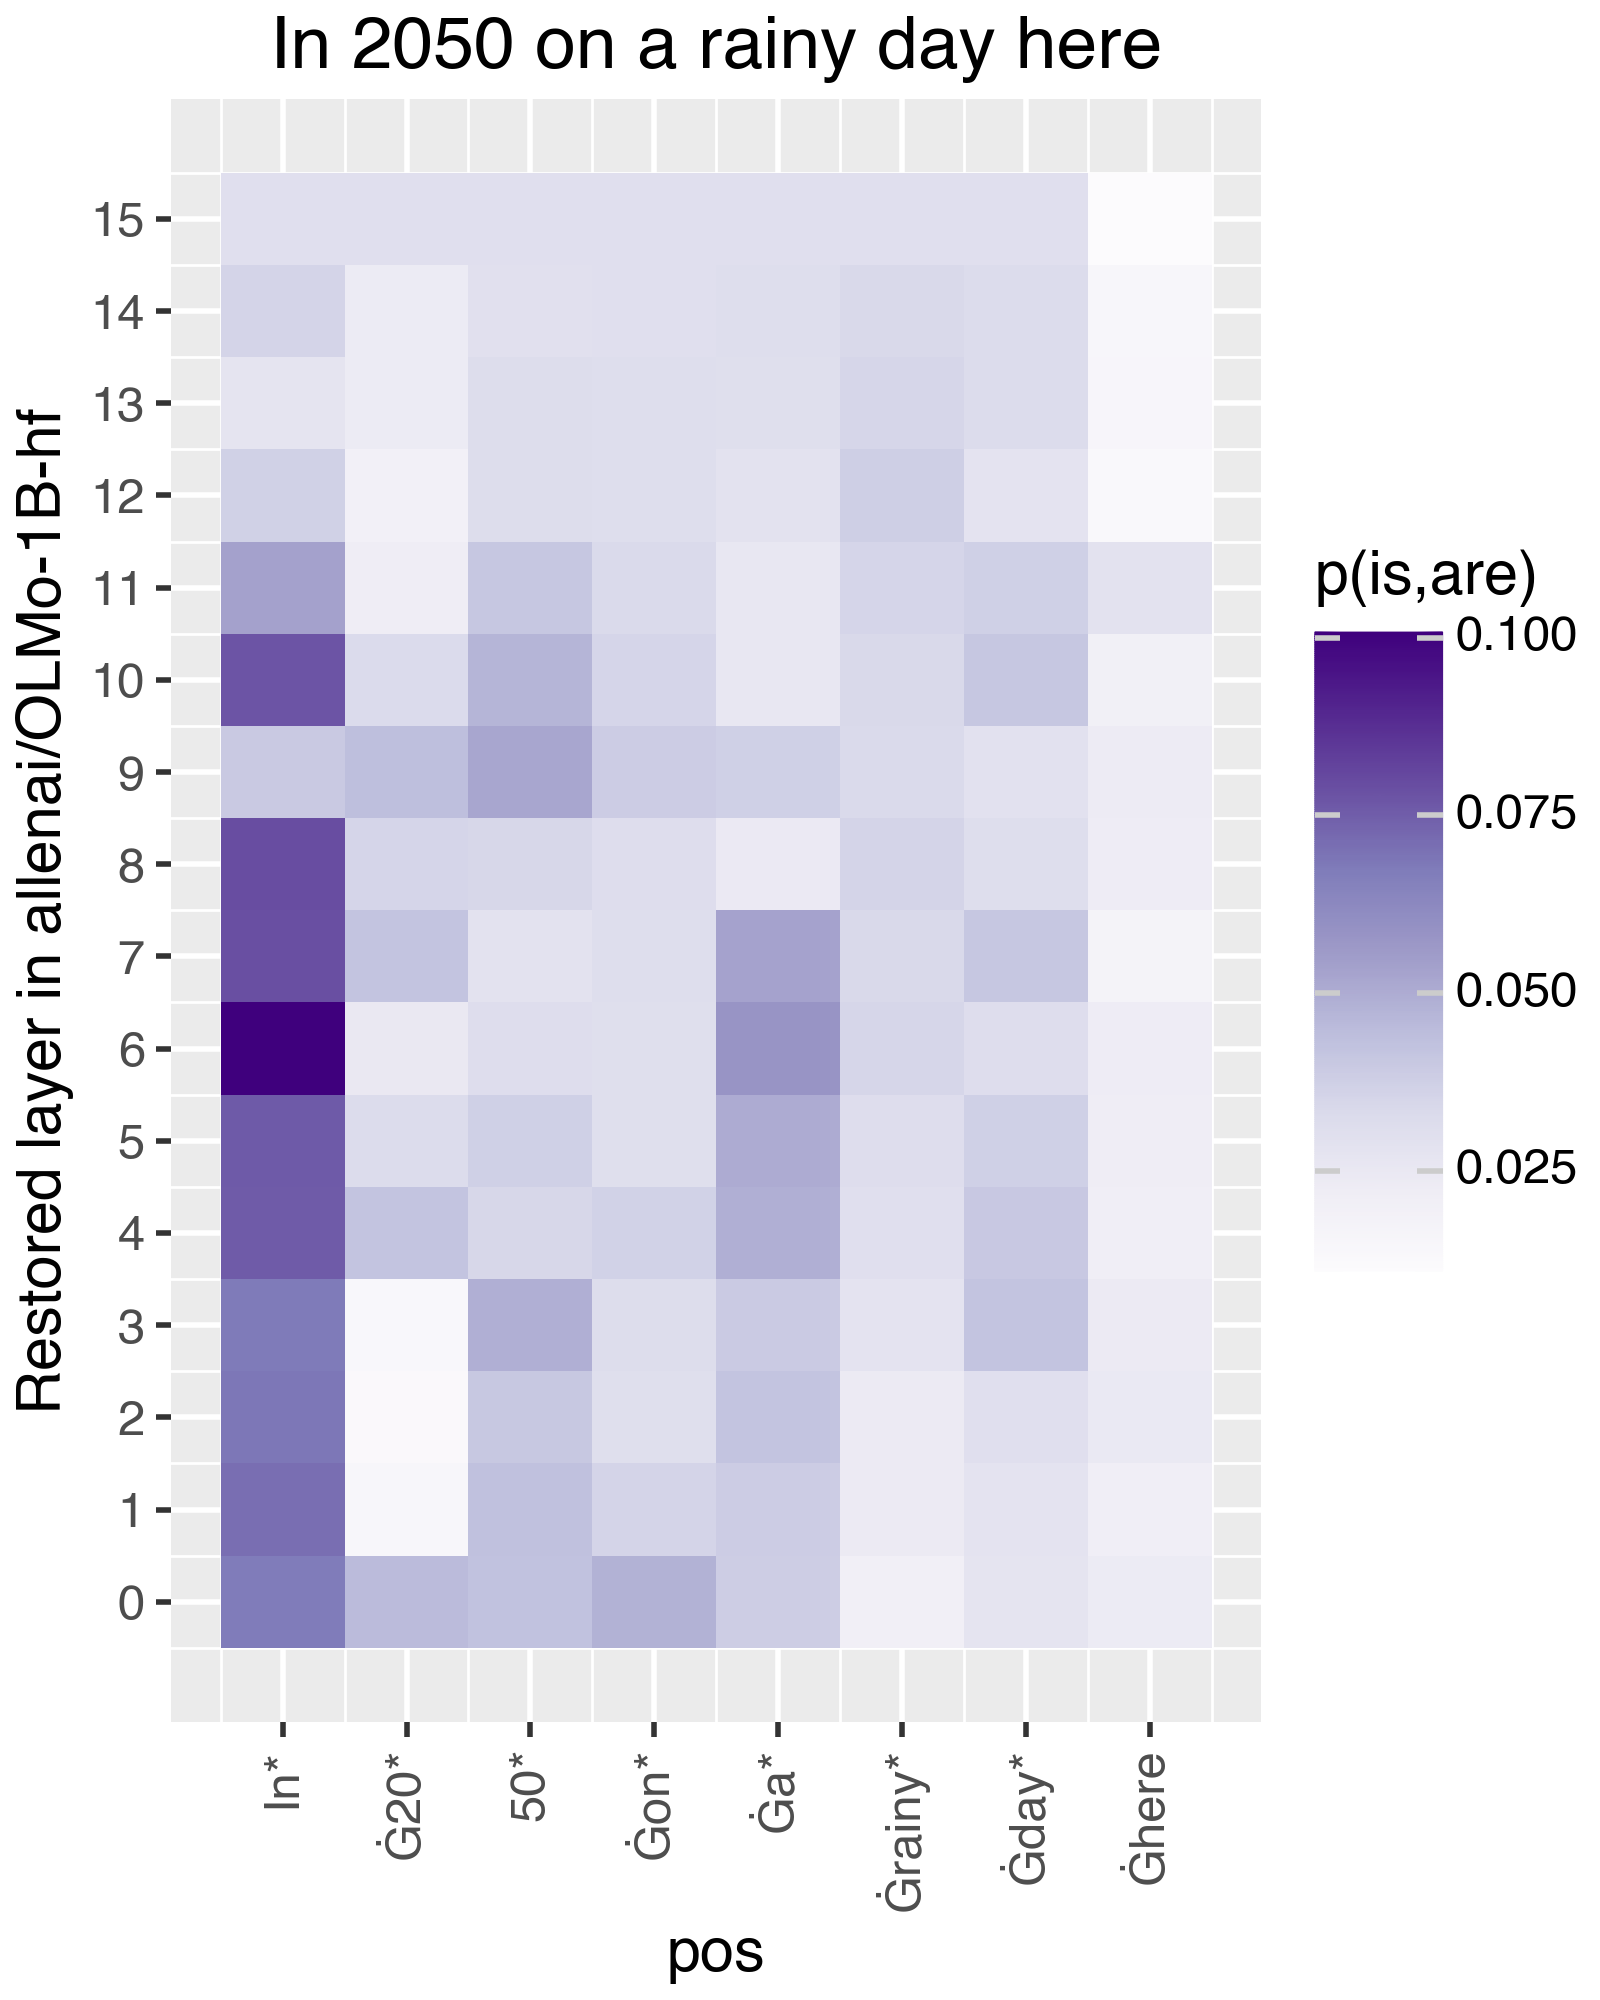 In 2050 on a rainy day here
Restored layer in allenai/OLMo-1B-hf
15
14
13
12
11
10
9
8
7
6
5
4
3
2
1
0
In*
Ġ20*
50*
Ġon*
Ġa*
Ġrainy*
Ġday*
Ġhere
pos
p(is,are)
0.100
0.075
0.050
0.025